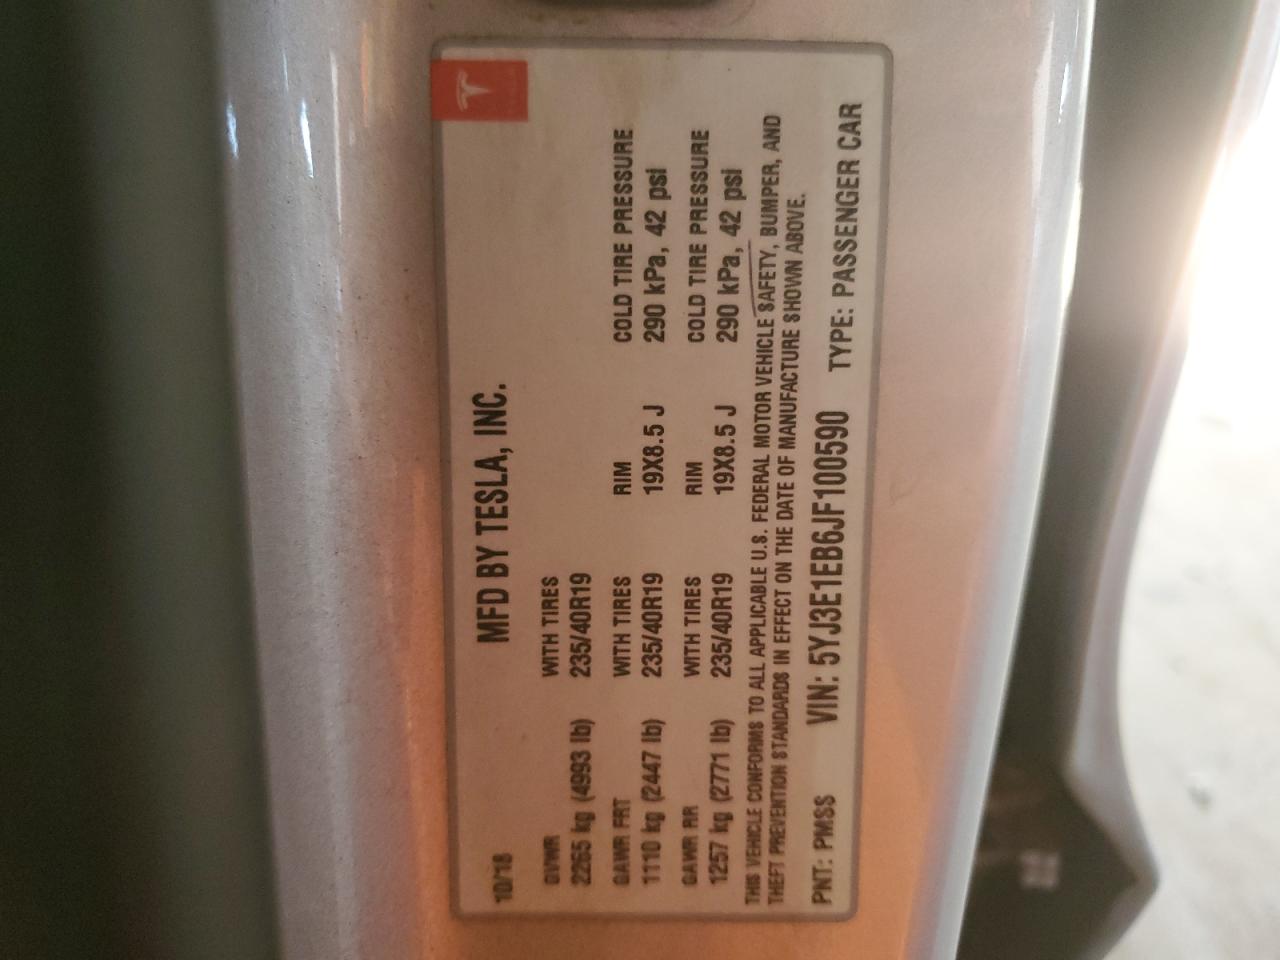 MFD BY TESLA, INC.
10/18
GVWR WITH TIRES
2265 kg (4993 lb) 235/40R19
GAWR FRT WITH TIRES RIM COLD TIRE PRESSURE
1110 kg (2447 lb) 235/40R19 19X8.5 J 290 kPa, 42 psi
GAWR RR WITH TIRES RIM COLD TIRE PRESSURE
1257 kg (2771 lb) 235/40R19 19X8.5 J 290 kPa, 42 psi
THIS VEHICLE CONFORMS TO ALL APPLICABLE U.S. FEDERAL MOTOR VEHICLE SAFETY, BUMPER, AND
THEFT PREVENTION STANDARDS IN EFFECT ON THE DATE OF MANUFACTURE SHOWN ABOVE.
PNT: PMSS VIN: 5YJ3E1EB6JF100590 TYPE: PASSENGER CAR